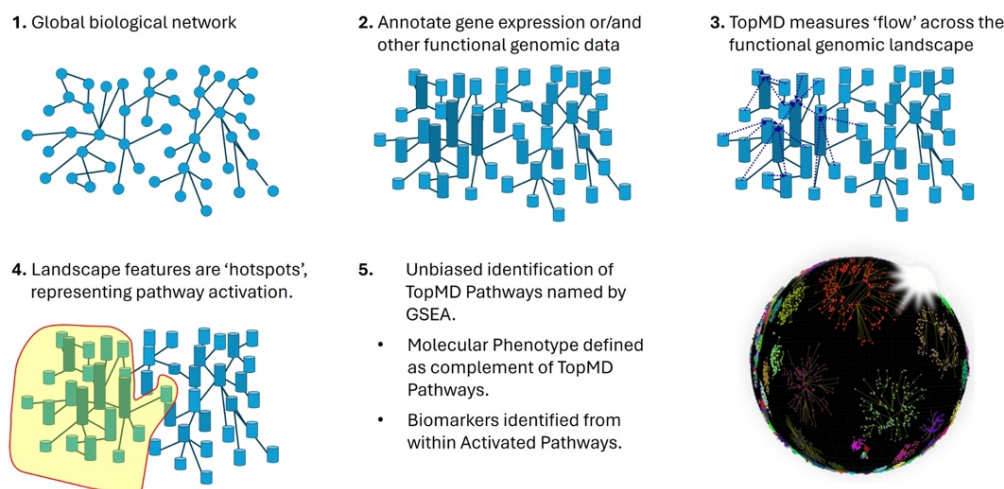 1. Global biological network
2. Annotate gene expression or/and
other functional genomic data
3. TopMD measures ‘flow’ across the
functional genomic landscape
4. Landscape features are ‘hotspots’,
representing pathway activation.
5. Unbiased identification of
TopMD Pathways named by
GSEA.
• Molecular Phenotype defined
as complement of TopMD
Pathways.
• Biomarkers identified from
within Activated Pathways.